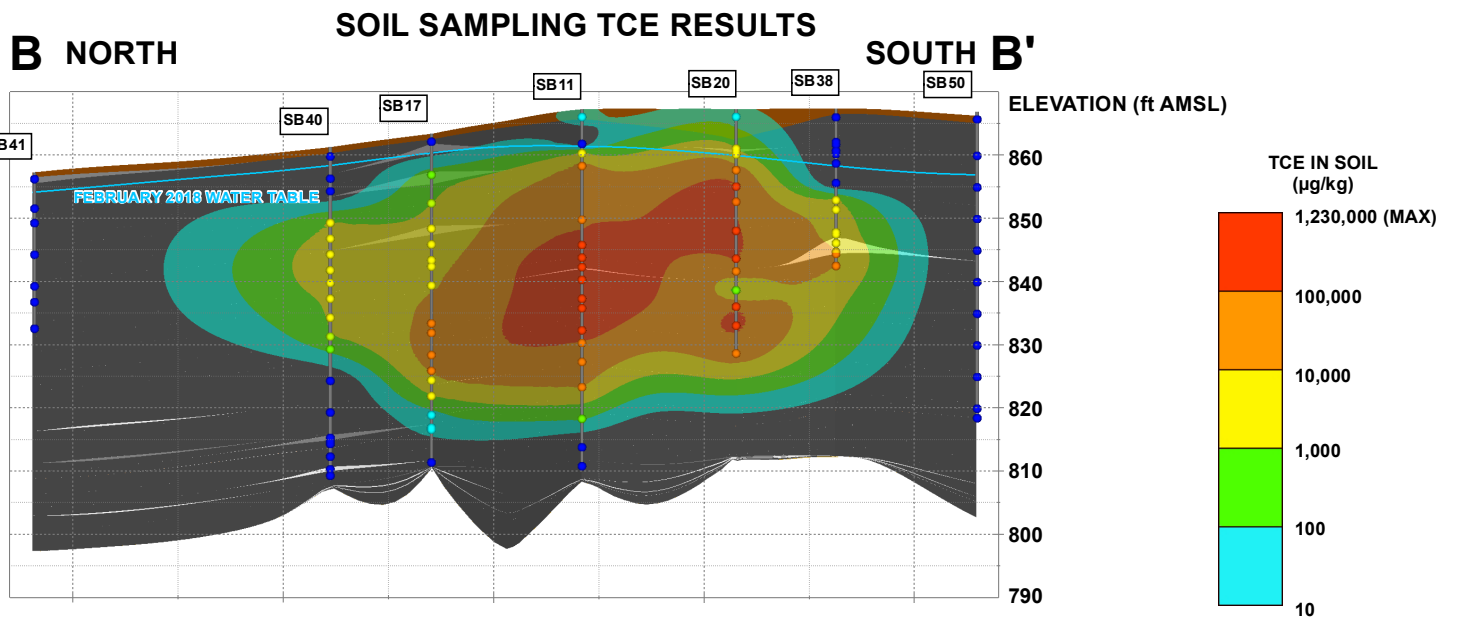 SOIL SAMPLING TCE RESULTS
B NORTH
SOUTH B'
SB11
SB20
SB38
SB50
SB17
SB40
B41
ELEVATION (ft AMSL)
FEBRUARY 2018 WATER TABLE
860
850
840
830
820
810
800
790
TCE IN SOIL
(µg/kg)
1,230,000 (MAX)
100,000
10,000
1,000
100
10